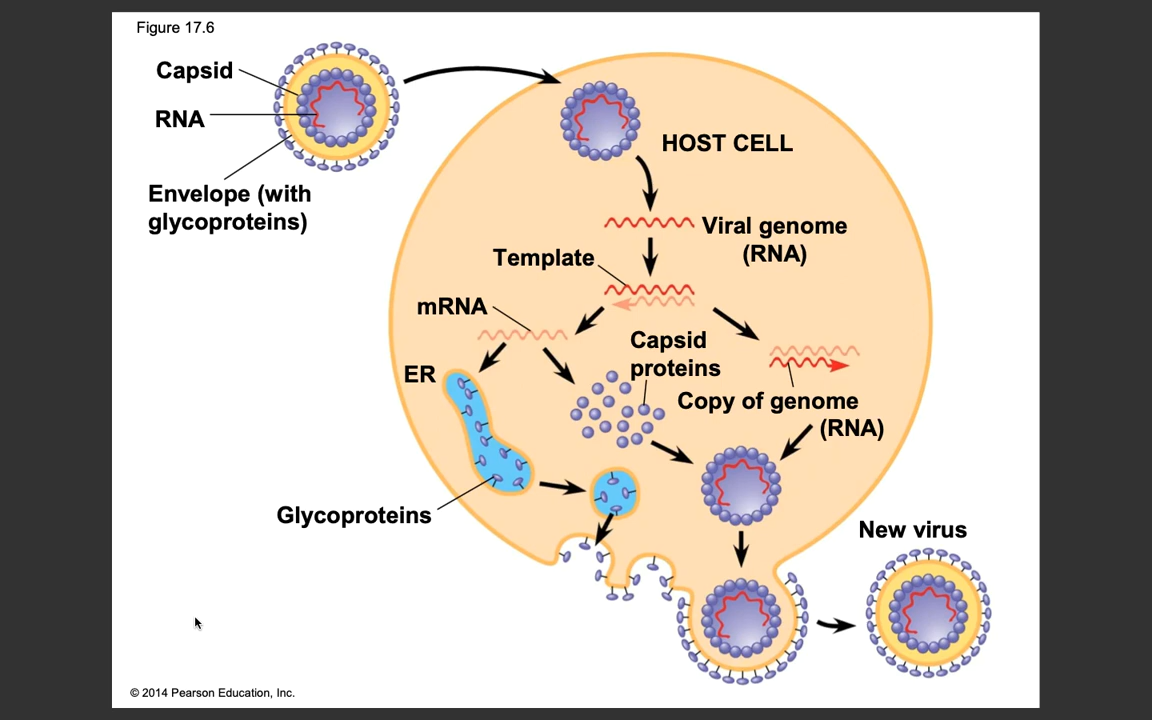 Figure 17.6
Capsid
RNA
Envelope (with
glycoproteins)
HOST CELL
Viral genome
(RNA)
Template
mRNA
Capsid
proteins
ER
Copy of genome
(RNA)
Glycoproteins
New virus
© 2014 Pearson Education, Inc.